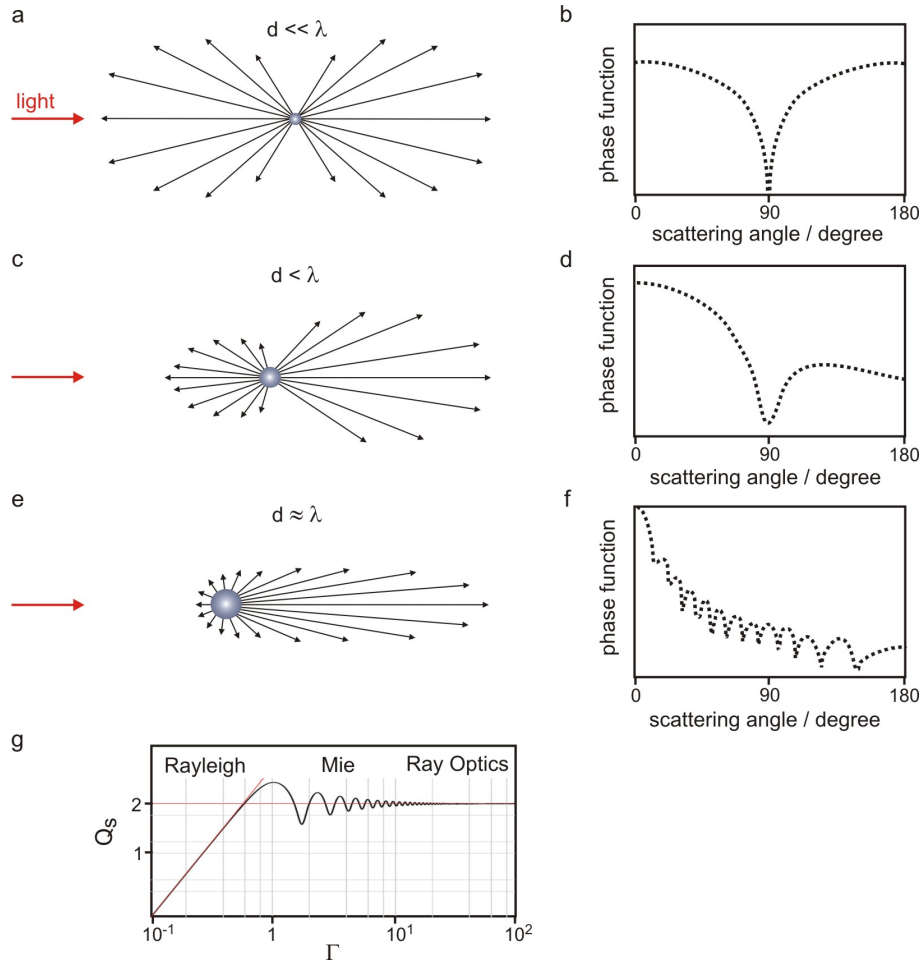 a
d << λ
light
b
phase function
0 90 180
scattering angle / degree
c
d < λ
d
phase function
0 90 180
scattering angle / degree
e
d ≈ λ
f
phase function
0 90 180
scattering angle / degree
g
Rayleigh Mie Ray Optics
2
1
Qs
10⁻¹ 1 10¹ 10²
Γ